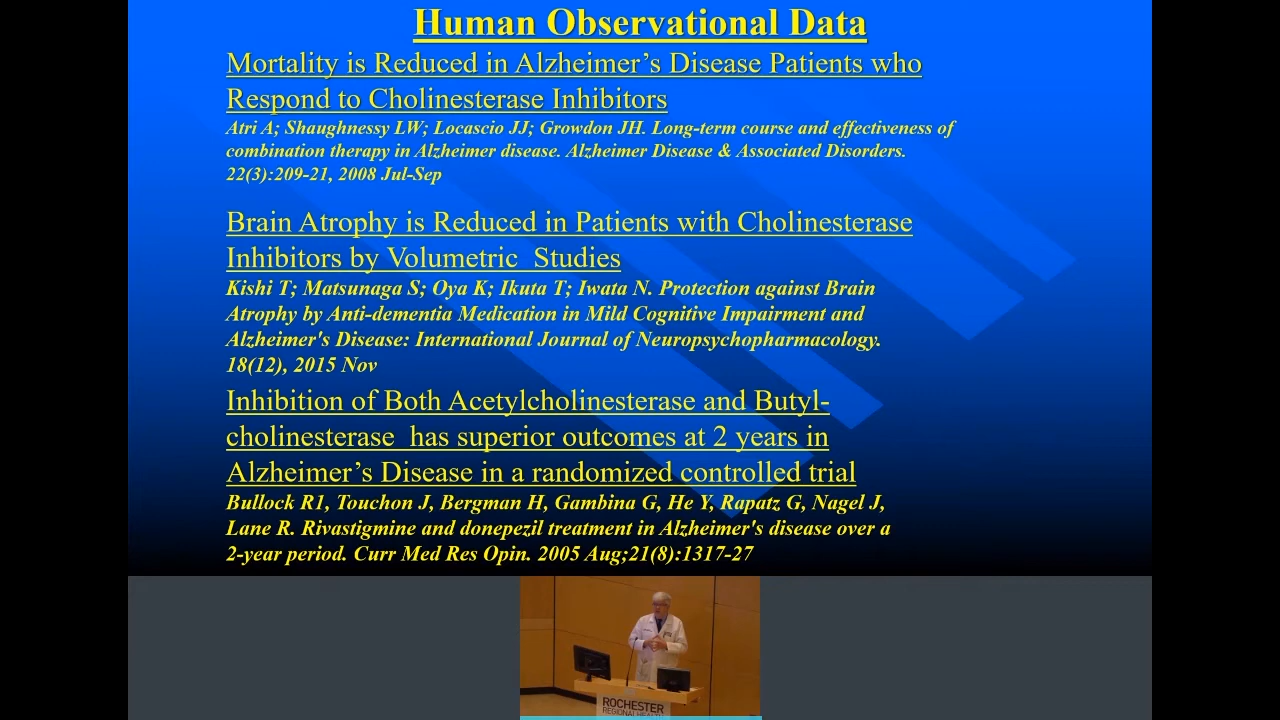 Human Observational Data
Mortality is Reduced in Alzheimer’s Disease Patients who
Respond to Cholinesterase Inhibitors
Atri A; Shaughnessy LW; Locascio JJ; Growdon JH. Long-term course and effectiveness of
combination therapy in Alzheimer disease. Alzheimer Disease & Associated Disorders.
22(3):209-21, 2008 Jul-Sep
Brain Atrophy is Reduced in Patients with Cholinesterase
Inhibitors by Volumetric  Studies
Kishi T; Matsunaga S; Oya K; Ikuta T; Iwata N. Protection against Brain
Atrophy by Anti-dementia Medication in Mild Cognitive Impairment and
Alzheimer's Disease: International Journal of Neuropsychopharmacology.
18(12), 2015 Nov
Inhibition of Both Acetylcholinesterase and Butyl-
cholinesterase  has superior outcomes at 2 years in
Alzheimer’s Disease in a randomized controlled trial
Bullock R1, Touchon J, Bergman H, Gambina G, He Y, Rapatz G, Nagel J,
Lane R. Rivastigmine and donepezil treatment in Alzheimer's disease over a
2-year period. Curr Med Res Opin. 2005 Aug;21(8):1317-27
ROCHESTER
REGIONAL HEALTH